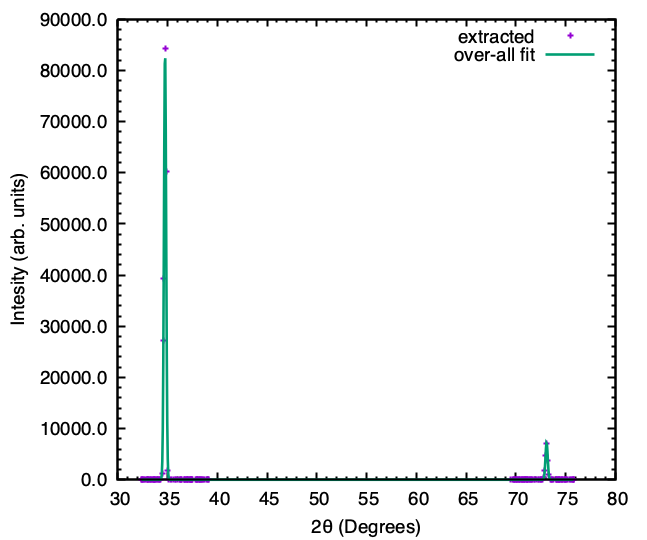 90000.0
80000.0
70000.0
60000.0
50000.0
40000.0
30000.0
20000.0
10000.0
0.0
30 35 40 45 50 55 60 65 70 75 80
Intesity (arb. units)
2θ (Degrees)
extracted
over-all fit